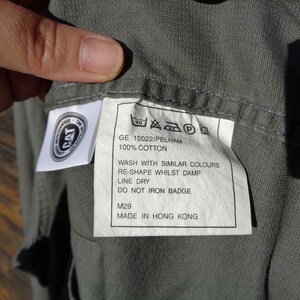 CAT
GE 10022/PELHAM
100% COTTON
WASH WITH SIMILAR COLOURS
RE-SHAPE WHILST DAMP
LINE DRY
DO NOT IRON BADGE
M29
MADE IN HONG KONG